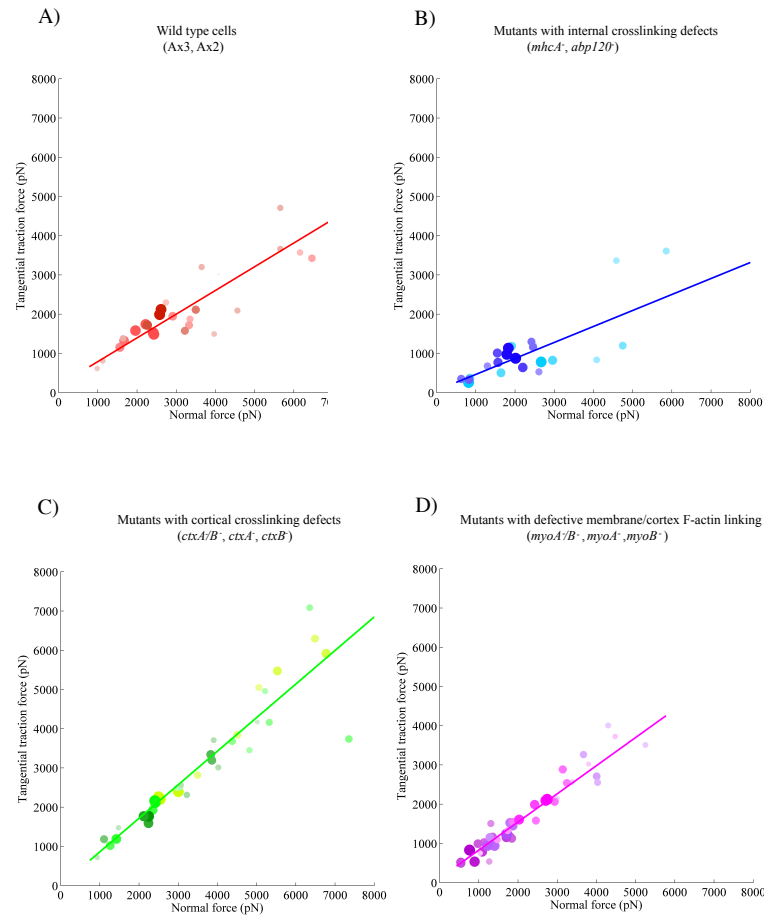 A)
Wild type cells
(Ax3, Ax2)
8000
7000
6000
5000
4000
3000
2000
1000
0
Tangential traction force (pN)
0 1000 2000 3000 4000 5000 6000
Normal force (pN)
B)
Mutants with internal crosslinking defects
(mhcA-, abp120-)
8000
7000
6000
5000
4000
3000
2000
1000
0
Tangential traction force (pN)
0 1000 2000 3000 4000 5000 6000 7000 8000
Normal force (pN)
C)
Mutants with cortical crosslinking defects
(ctxA-/B-, ctxA-, ctxB-)
8000
7000
6000
5000
4000
3000
2000
1000
0
Tangential traction force (pN)
0 1000 2000 3000 4000 5000 6000 7000 8000
Normal force (pN)
D)
Mutants with defective membrane/cortex F-actin linking
(myoA-/B-, myoA-, myoB-)
8000
7000
6000
5000
4000
3000
2000
1000
0
Tangential traction force (pN)
0 1000 2000 3000 4000 5000 6000 7000 8000
Normal force (pN)